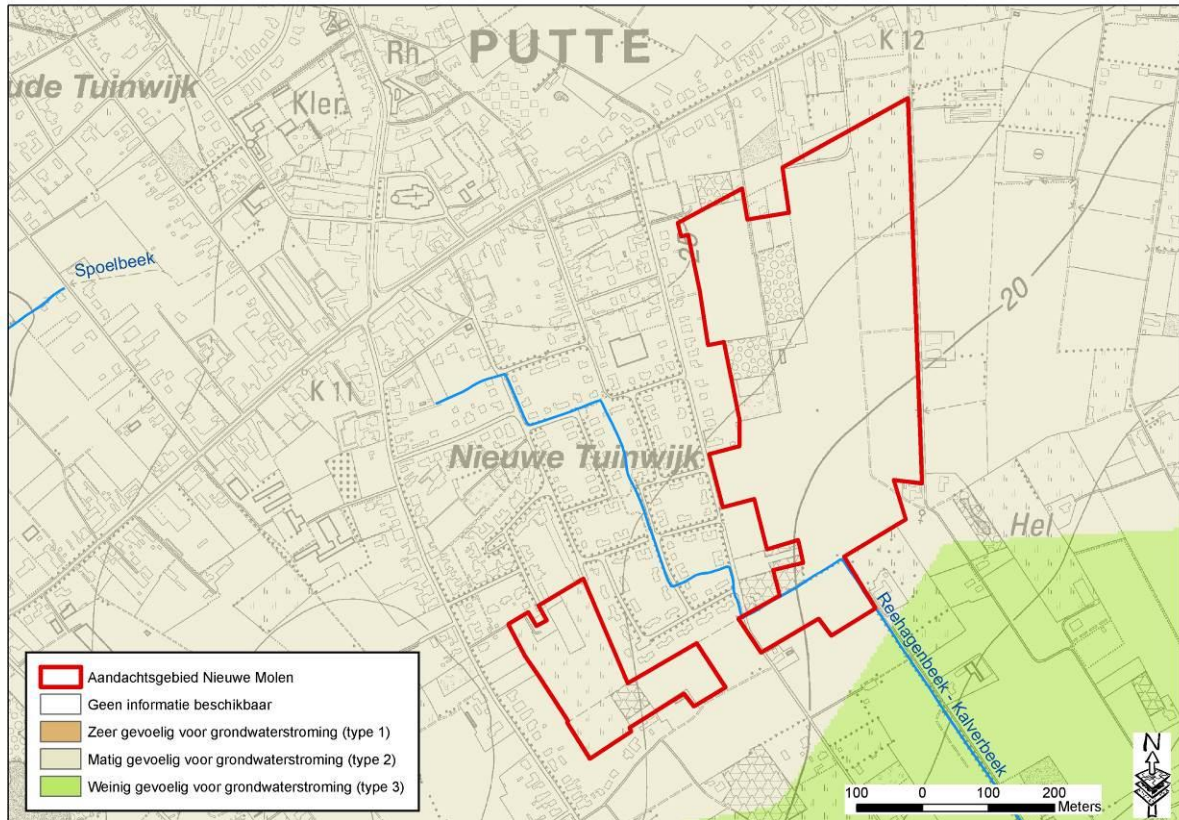 PUTTE
K 12
Rh.
ude Tuinwijk
Kler.
25
Spoelbeek
20
K 11
Nieuwe Tuinwijk
Hel
Reehagenbeek - Kalverbeek
Aandachtsgebied Nieuwe Molen
Geen informatie beschikbaar
Zeer gevoelig voor grondwaterstroming (type 1)
Matig gevoelig voor grondwaterstroming (type 2)
Weinig gevoelig voor grondwaterstroming (type 3)
N
100 0 100 200
Meters